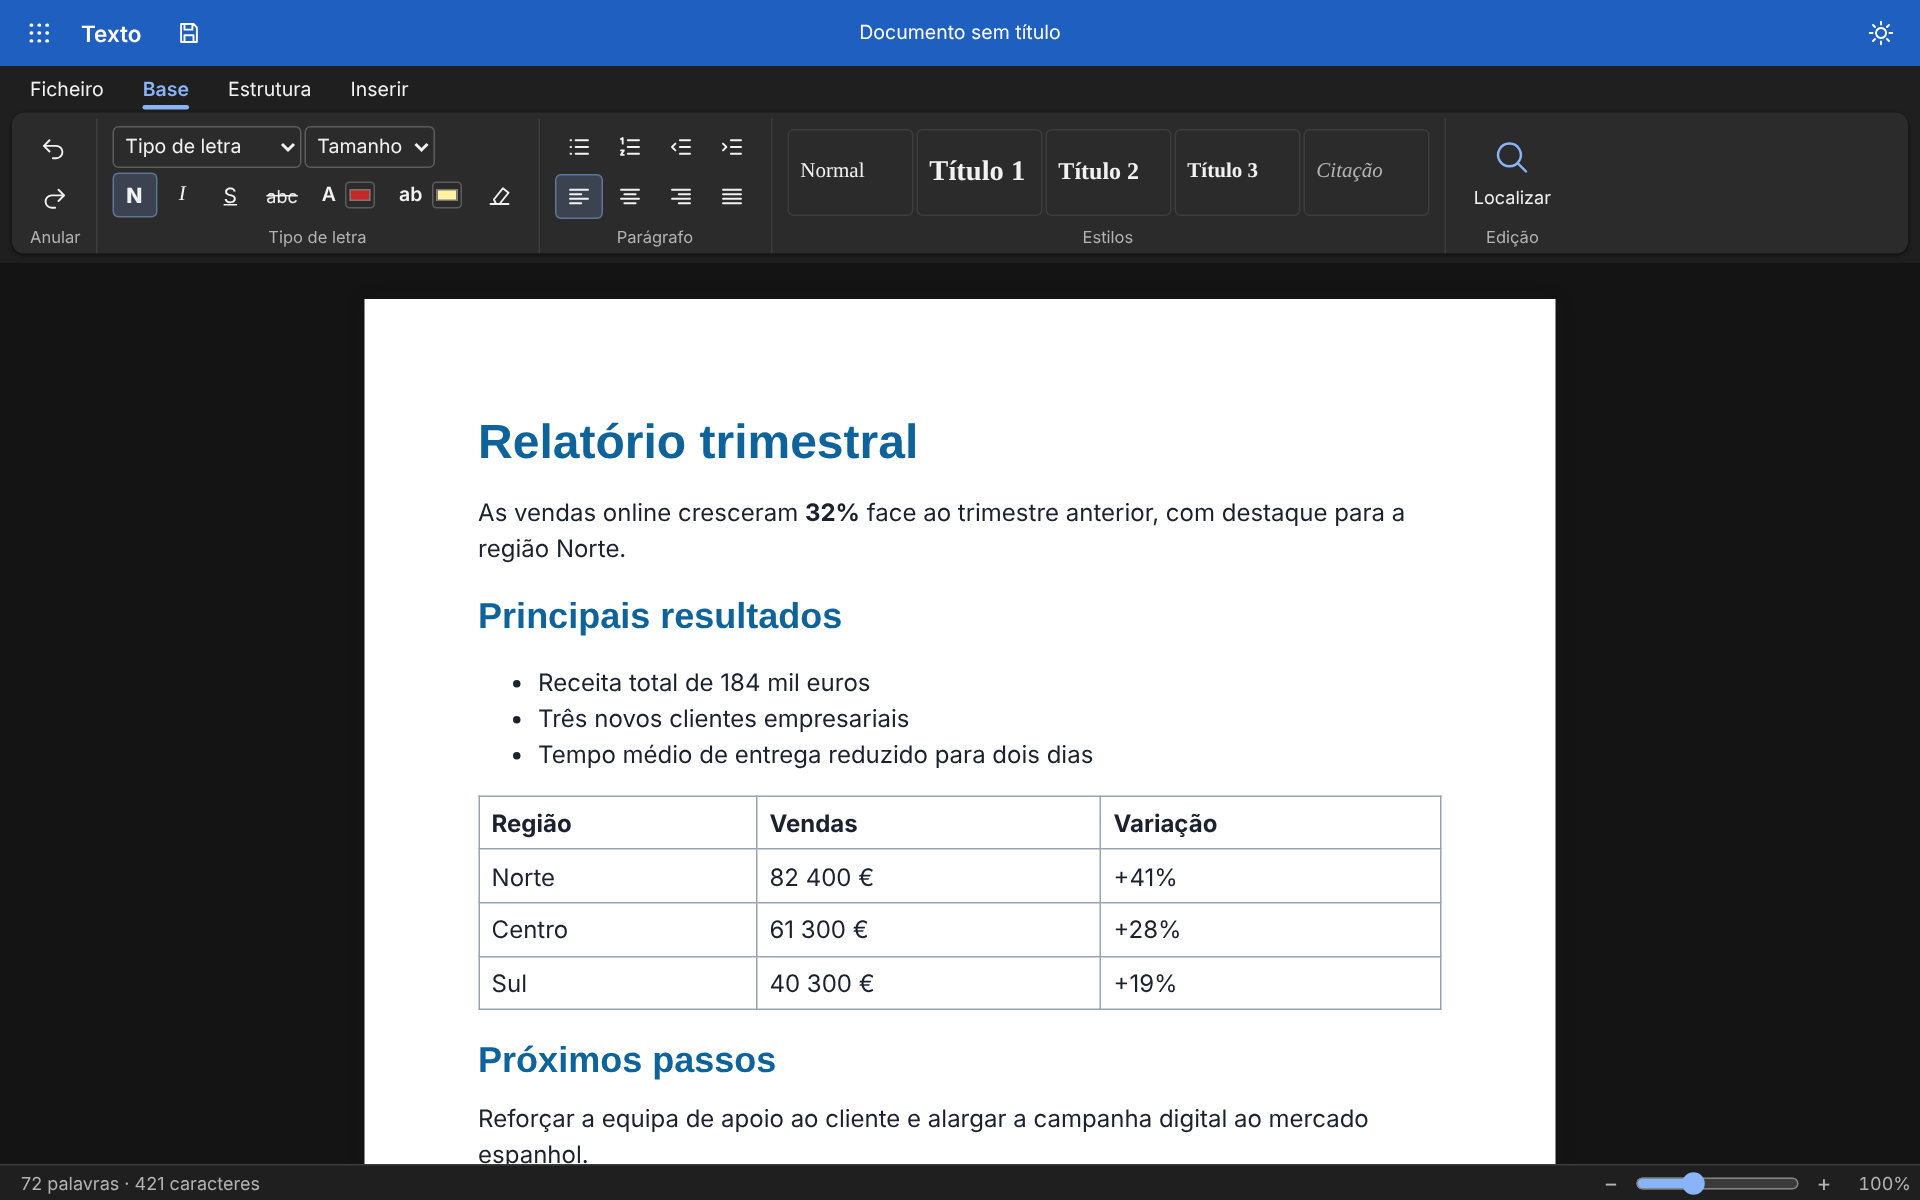 Texto
Documento sem título
Ficheiro Base Estrutura Inserir
Tipo de letra Tamanho
N I S abc A ab
Normal Título 1 Título 2 Título 3 Citação
Localizar
Anular Tipo de letra Parágrafo Estilos Edição
Relatório trimestral
As vendas online cresceram 32% face ao trimestre anterior, com destaque para a
região Norte.
Principais resultados
• Receita total de 184 mil euros
• Três novos clientes empresariais
• Tempo médio de entrega reduzido para dois dias
Região Vendas Variação
Norte 82 400 € +41%
Centro 61 300 € +28%
Sul 40 300 € +19%
Próximos passos
Reforçar a equipa de apoio ao cliente e alargar a campanha digital ao mercado
espanhol.
72 palavras · 421 caracteres
− + 100%